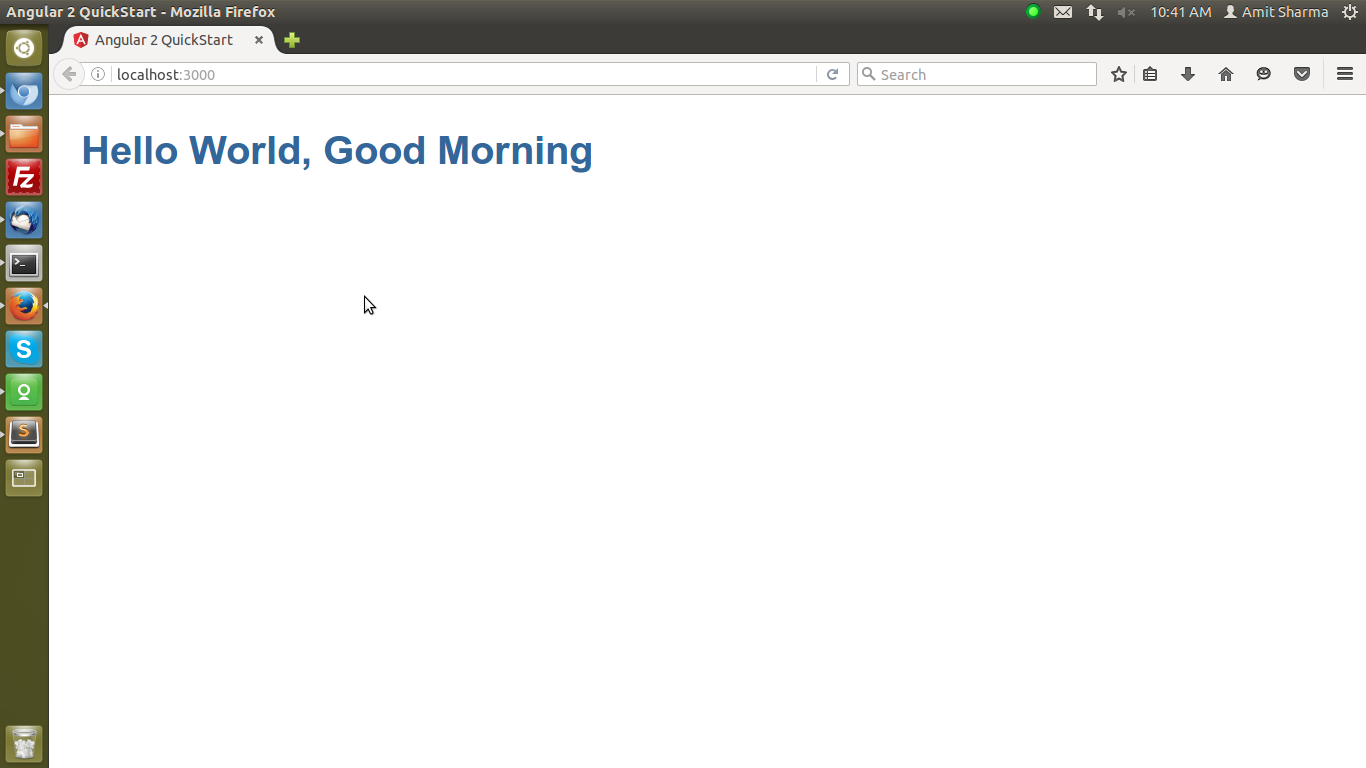 Angular 2 QuickStart - Mozilla Firefox
10:41 AM Amit Sharma
Angular 2 QuickStart
localhost:3000
Search
Hello World, Good Morning